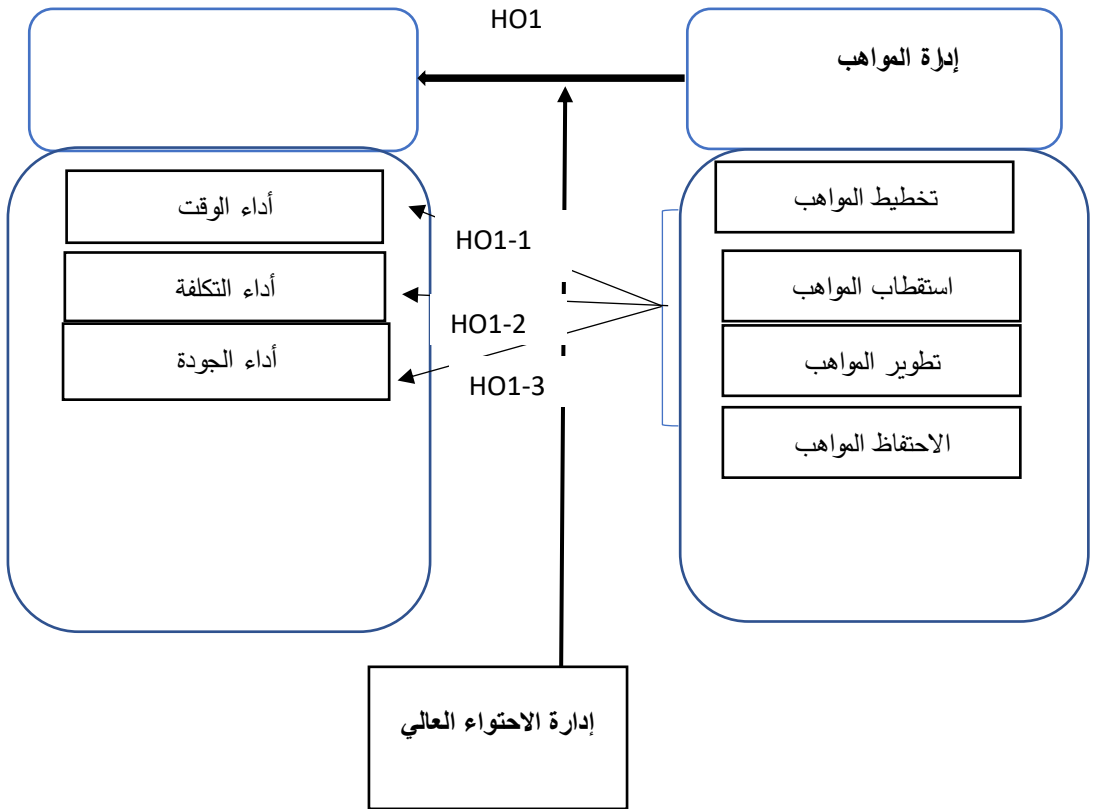 HO1
إدارة المواهب
تخطيط المواهب
استقطاب المواهب
تطوير المواهب
الاحتفاظ المواهب
HO1-1
HO1-2
HO1-3
أداء الوقت
أداء التكلفة
أداء الجودة
إدارة الاحتواء العالي